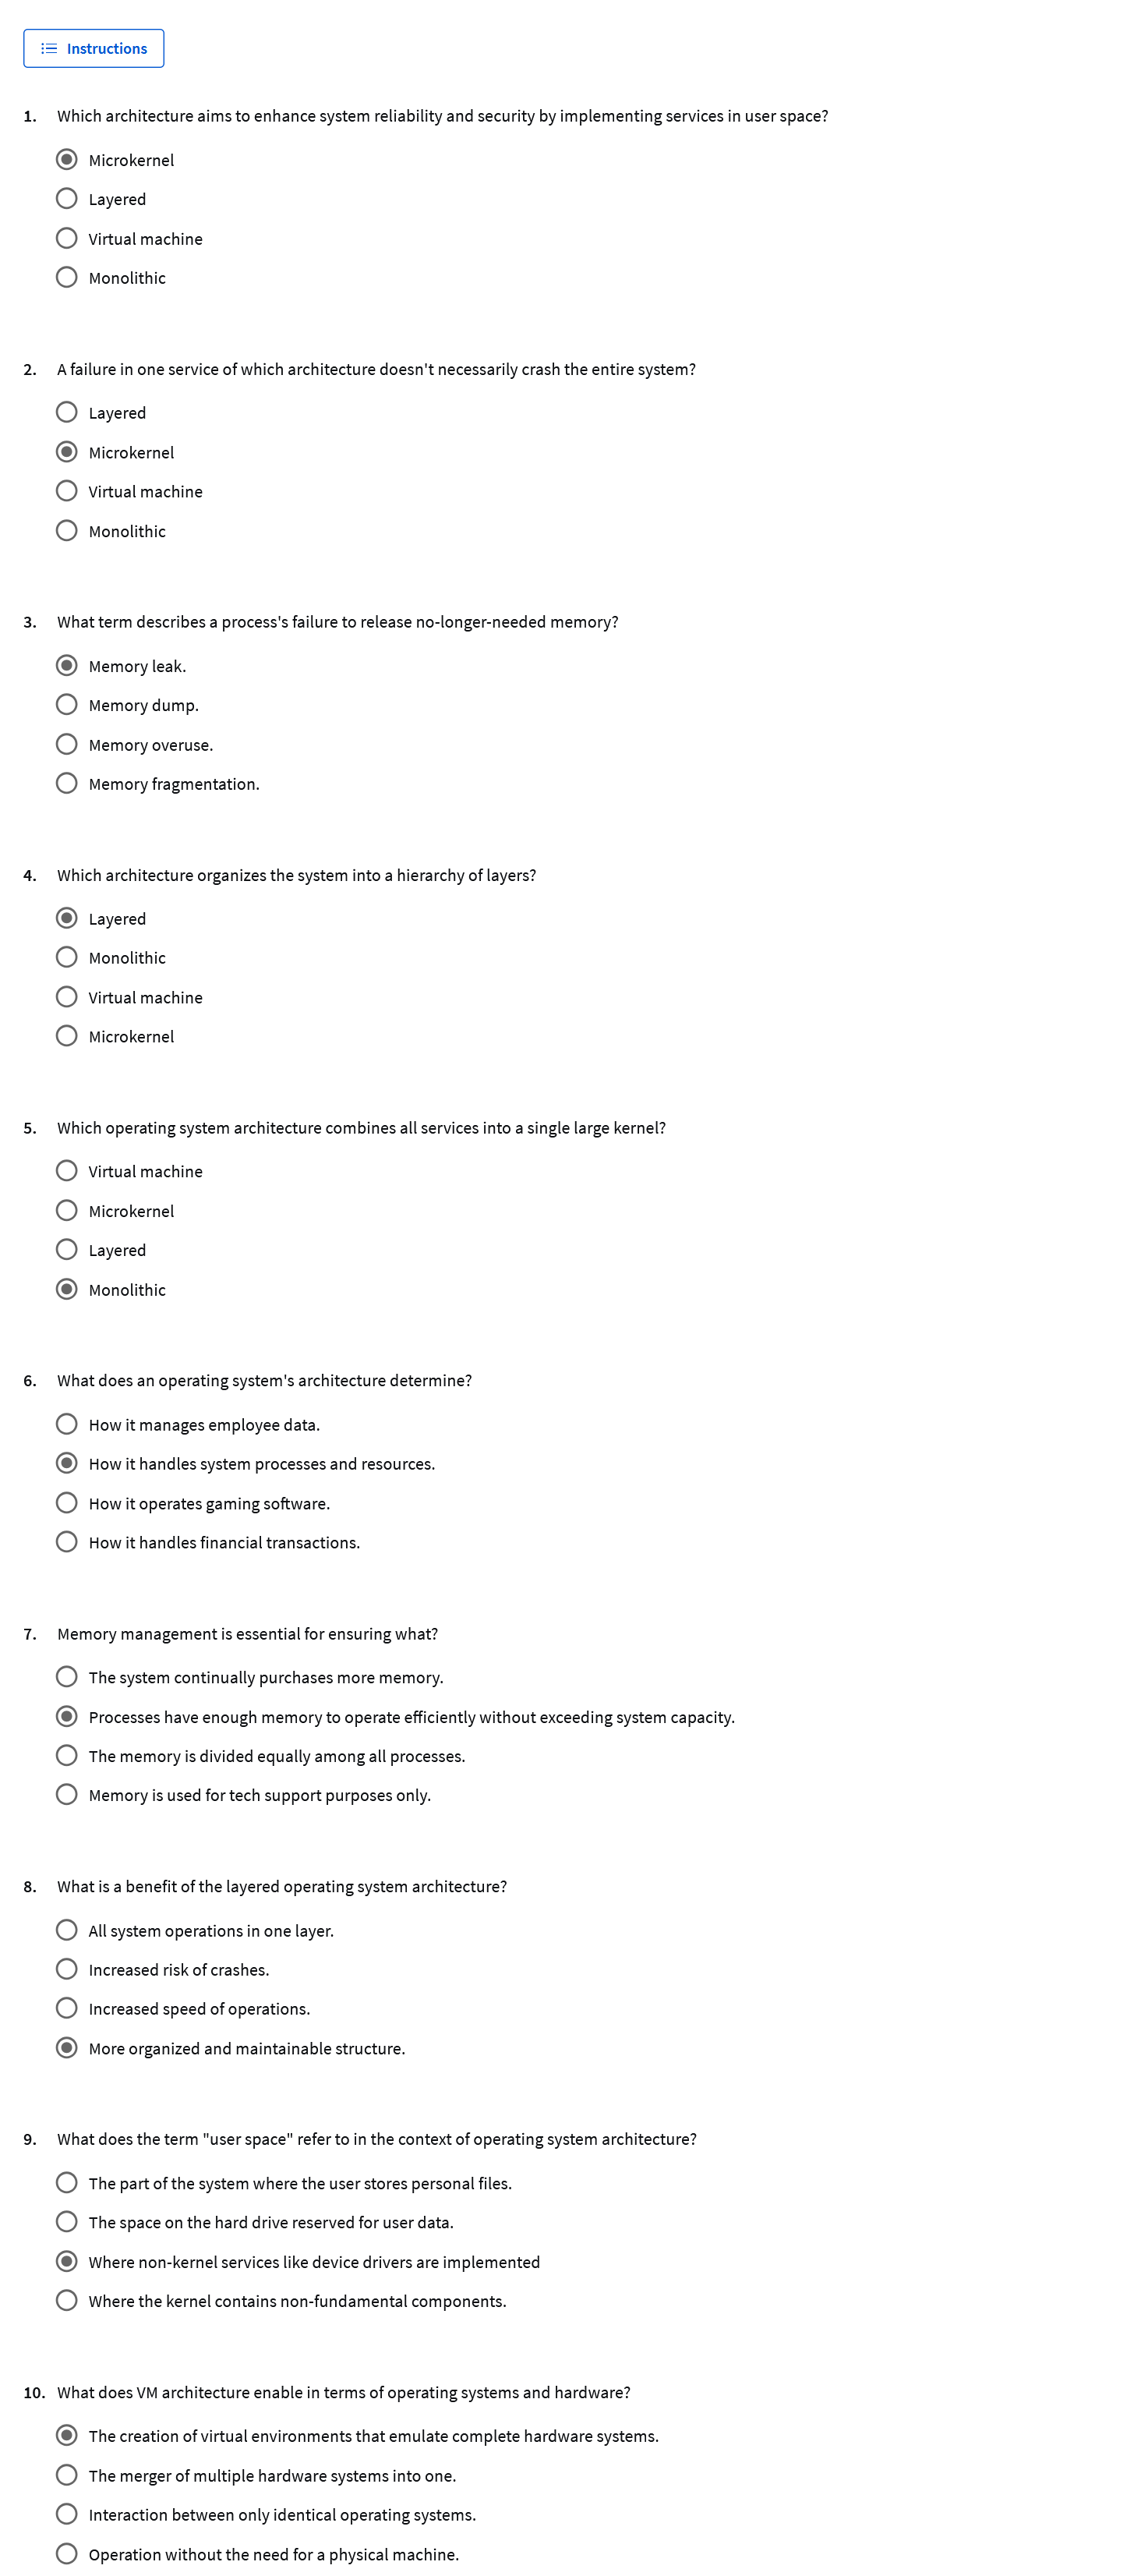 Instructions
1. Which architecture aims to enhance system reliability and security by implementing services in user space?
Microkernel
Layered
Virtual machine
Monolithic
2. A failure in one service of which architecture doesn't necessarily crash the entire system?
Layered
Microkernel
Virtual machine
Monolithic
3. What term describes a process's failure to release no-longer-needed memory?
Memory leak.
Memory dump.
Memory overuse.
Memory fragmentation.
4. Which architecture organizes the system into a hierarchy of layers?
Layered
Monolithic
Virtual machine
Microkernel
5. Which operating system architecture combines all services into a single large kernel?
Virtual machine
Microkernel
Layered
Monolithic
6. What does an operating system's architecture determine?
How it manages employee data.
How it handles system processes and resources.
How it operates gaming software.
How it handles financial transactions.
7. Memory management is essential for ensuring what?
The system continually purchases more memory.
Processes have enough memory to operate efficiently without exceeding system capacity.
The memory is divided equally among all processes.
Memory is used for tech support purposes only.
8. What is a benefit of the layered operating system architecture?
All system operations in one layer.
Increased risk of crashes.
Increased speed of operations.
More organized and maintainable structure.
9. What does the term "user space" refer to in the context of operating system architecture?
The part of the system where the user stores personal files.
The space on the hard drive reserved for user data.
Where non-kernel services like device drivers are implemented
Where the kernel contains non-fundamental components.
10. What does VM architecture enable in terms of operating systems and hardware?
The creation of virtual environments that emulate complete hardware systems.
The merger of multiple hardware systems into one.
Interaction between only identical operating systems.
Operation without the need for a physical machine.